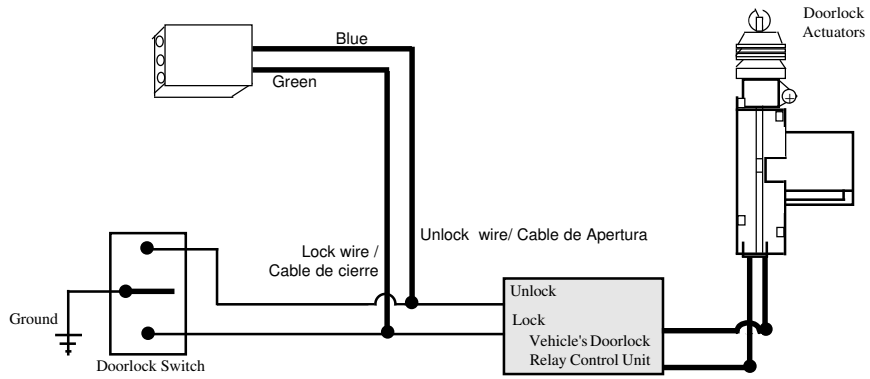 Doorlock
Actuators
Blue
Green
Unlock wire/ Cable de Apertura
Lock wire /
Cable de cierre
Unlock
Lock
Vehicle's Doorlock
Relay Control Unit
Ground
Doorlock Switch